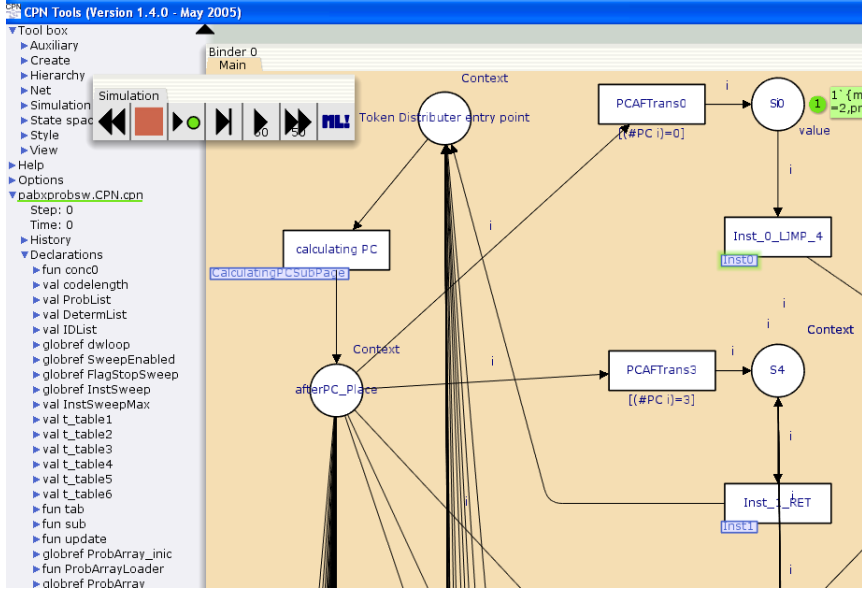 CPN Tools (Version 1.4.0 - May 2005)
Tool box
Auxiliary
Create
Hierarchy
Net
Simulation
State spac
Style
View
Help
Options
pabxprobsw.CPN.cpn
Step: 0
Time: 0
History
Declarations
fun conc0
val codelength
val ProbList
val DetermList
val IDList
globref dwloop
globref SweepEnabled
globref FlagStopSweep
globref InstSweep
val InstSweepMax
val t_table1
val t_table2
val t_table3
val t_table4
val t_table5
val t_table6
fun tab
fun sub
fun update
globref ProbArray_inic
fun ProbArrayLoader
globref ProbArray
Simulation
50
ML!
Binder 0
Main
Context
Token Distributer entry point
PCAFTrans0
[(#PC i)=0]
i
Si0
1
1`{m
=2,pr
value
i
i
calculating PC
CalculatingPCSubPage
Inst_0_LJMP_4
Inst0
i
i
Context
Context
i
i
afterPC_Place
PCAFTrans3
[(#PC i)=3]
S4
i
i
Inst_1_RET
i
Inst1
i